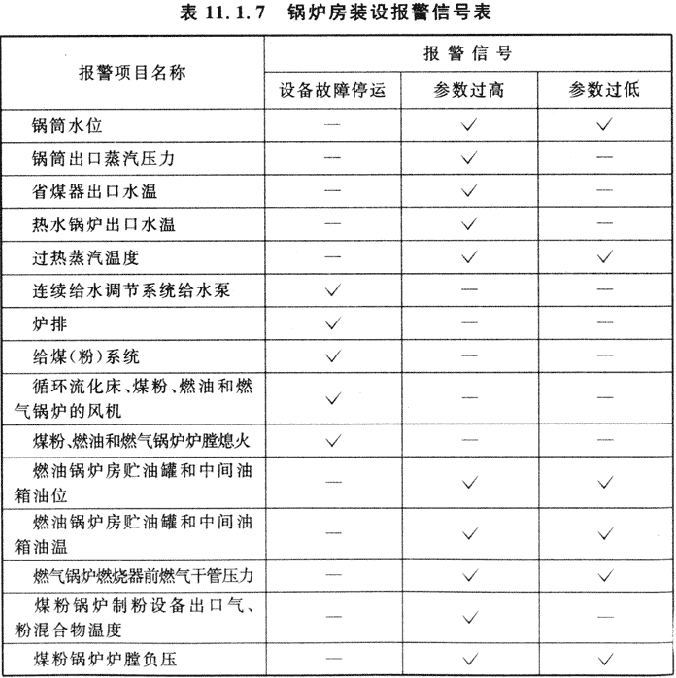 表 11.1.7 锅炉房装设报警信号表
报警项目名称
报警信号
设备故障停运 参数过高 参数过低
锅筒水位 — √ √
锅筒出口蒸汽压力 — √ —
省煤器出口水温 — √ —
热水锅炉出口水温 — √ —
过热蒸汽温度 — √ √
连续给水调节系统给水泵 √ — —
炉排 √ — —
给煤(粉)系统 √ — —
循环流化床、煤粉、燃油和燃
气锅炉的风机 √ — —
煤粉、燃油和燃气锅炉炉膛熄火 √ — —
燃油锅炉房贮油罐和中间油
箱油位 — √ √
燃油锅炉房贮油罐和中间油
箱油温 — √ √
燃气锅炉燃烧器前燃气干管压力 — √ √
煤粉锅炉制粉设备出口气、
粉混合物温度 — √ —
煤粉锅炉炉膛负压 — √ √